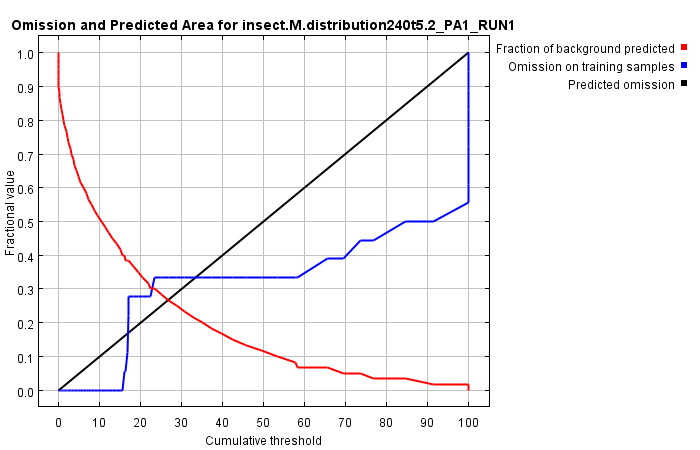 Omission and Predicted Area for insect.M.distribution240t5.2_PA1_RUN1
Fraction of background predicted
Omission on training samples
Predicted omission
1.0
0.9
0.8
0.7
0.6
0.5
0.4
0.3
0.2
0.1
0.0
Fractional value
0 10 20 30 40 50 60 70 80 90 100
Cumulative threshold